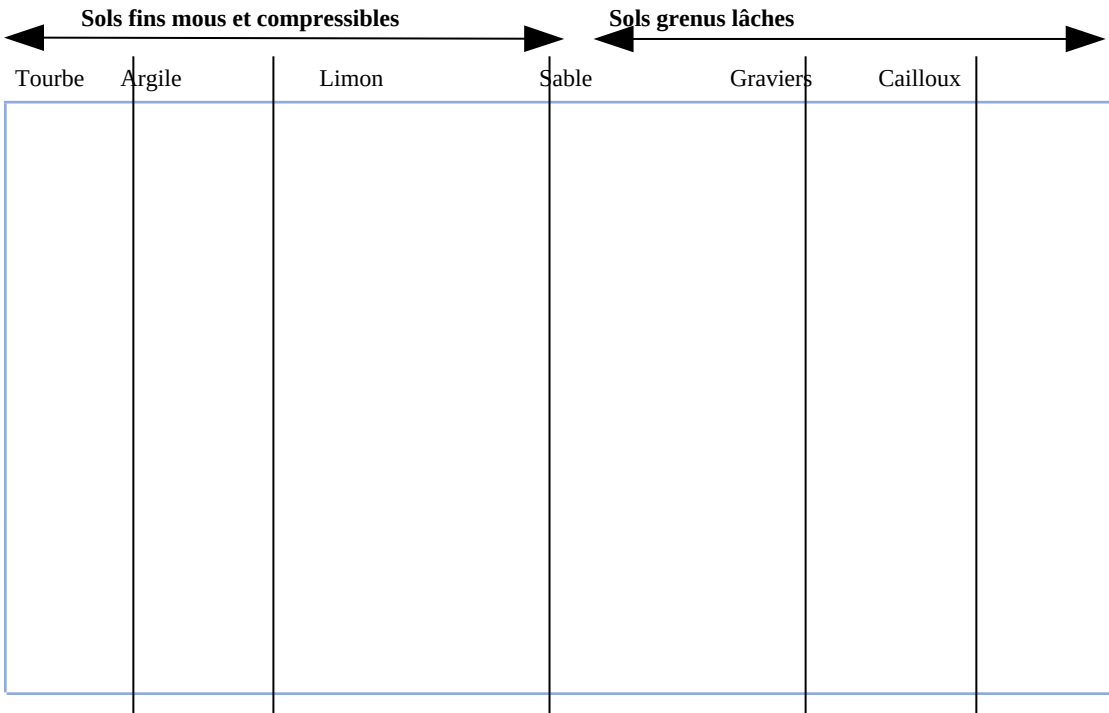 Sols fins mous et compressibles Sols grenus lâches
Tourbe Argile Limon Sable Graviers Cailloux